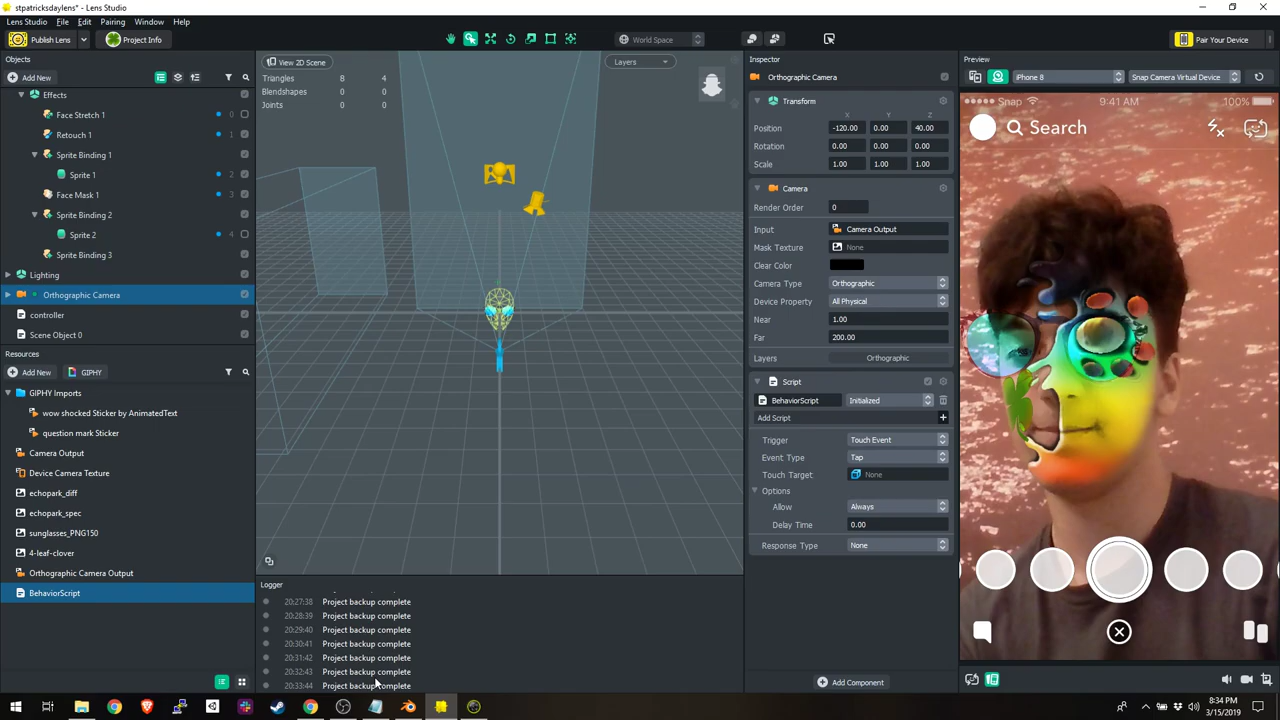 stpatricksdaylens* - Lens Studio
Lens Studio File Edit Pairing Window Help
Publish Lens Project Info World Space Pair Your Device
Objects
Add New
Effects
Face Stretch 1 0
Retouch 1 1
Sprite Binding 1
Sprite 1 2
Face Mask 1 3
Sprite Binding 2
Sprite 2 4
Sprite Binding 3
Lighting
Orthographic Camera
controller
Scene Object 0
Resources
Add New GIPHY
GIPHY Imports
wow shocked Sticker by AnimatedText
question mark Sticker
Camera Output
Device Camera Texture
echopark_diff
echopark_spec
sunglasses_PNG150
4-leaf-clover
Orthographic Camera Output
BehaviorScript
View 2D Scene Layers
Triangles 8 4
Blendshapes 0 0
Joints 0 0
Logger
20:27:38 Project backup complete
20:28:39 Project backup complete
20:29:40 Project backup complete
20:30:41 Project backup complete
20:31:42 Project backup complete
20:32:43 Project backup complete
20:33:44 Project backup complete
Inspector
Orthographic Camera
Transform
X Y Z
Position -120.00 0.00 40.00
Rotation 0.00 0.00 0.00
Scale 1.00 1.00 1.00
Camera
Render Order 0
Input Camera Output
Mask Texture None
Clear Color
Camera Type Orthographic
Device Property All Physical
Near 1.00
Far 200.00
Layers Orthographic
Script
BehaviorScript Initialized
Add Script +
Trigger Touch Event
Event Type Tap
Touch Target None
Options
Allow Always
Delay Time 0.00
Response Type None
Add Component
Preview
iPhone 8 Snap Camera Virtual Device
Snap 9:41 AM 100%
Search
8:34 PM
3/15/2019